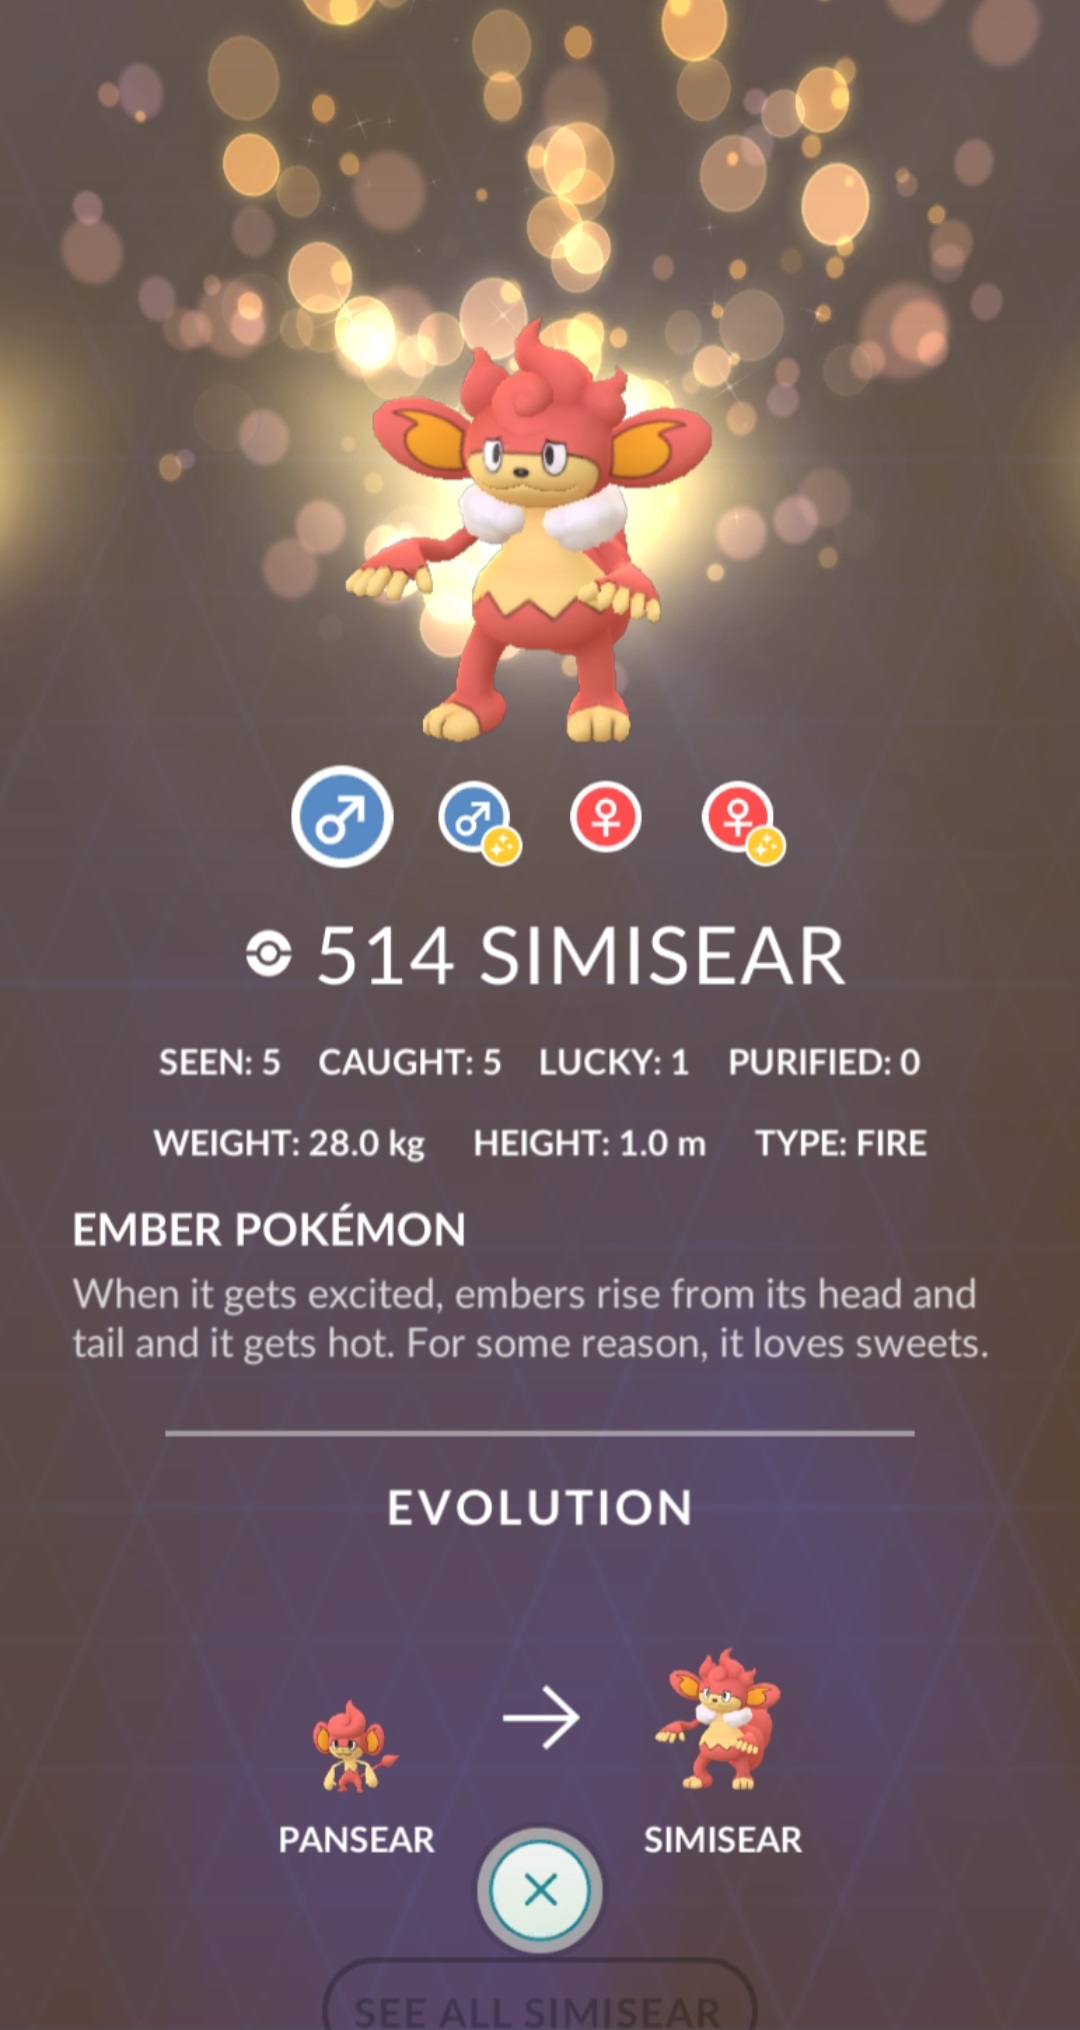 514 SIMISEAR
SEEN: 5 CAUGHT: 5 LUCKY: 1 PURIFIED: 0
WEIGHT: 28.0 kg HEIGHT: 1.0 m TYPE: FIRE
EMBER POKÉMON
When it gets excited, embers rise from its head and
tail and it gets hot. For some reason, it loves sweets.
EVOLUTION
PANSEAR SIMISEAR
SEE ALL SIMISEAR